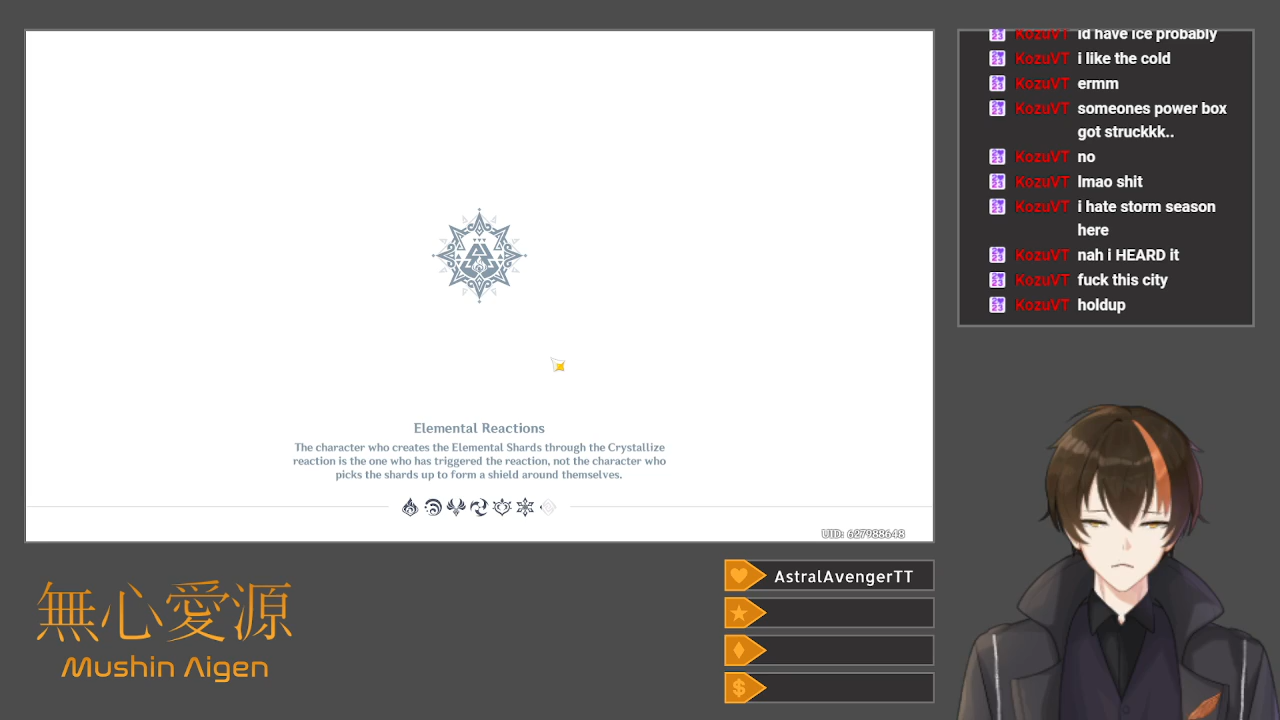 Elemental Reactions
The character who creates the Elemental Shards through the Crystallize
reaction is the one who has triggered the reaction, not the character who
picks the shards up to form a shield around themselves.
UID: 627988648
KozuVT id have ice probably
KozuVT i like the cold
KozuVT ermm
KozuVT someones power box
got struckkk..
KozuVT no
KozuVT lmao shit
KozuVT i hate storm season
here
KozuVT nah i HEARD it
KozuVT fuck this city
KozuVT holdup
無心愛源
Mushin Aigen
AstralAvengerTT
$